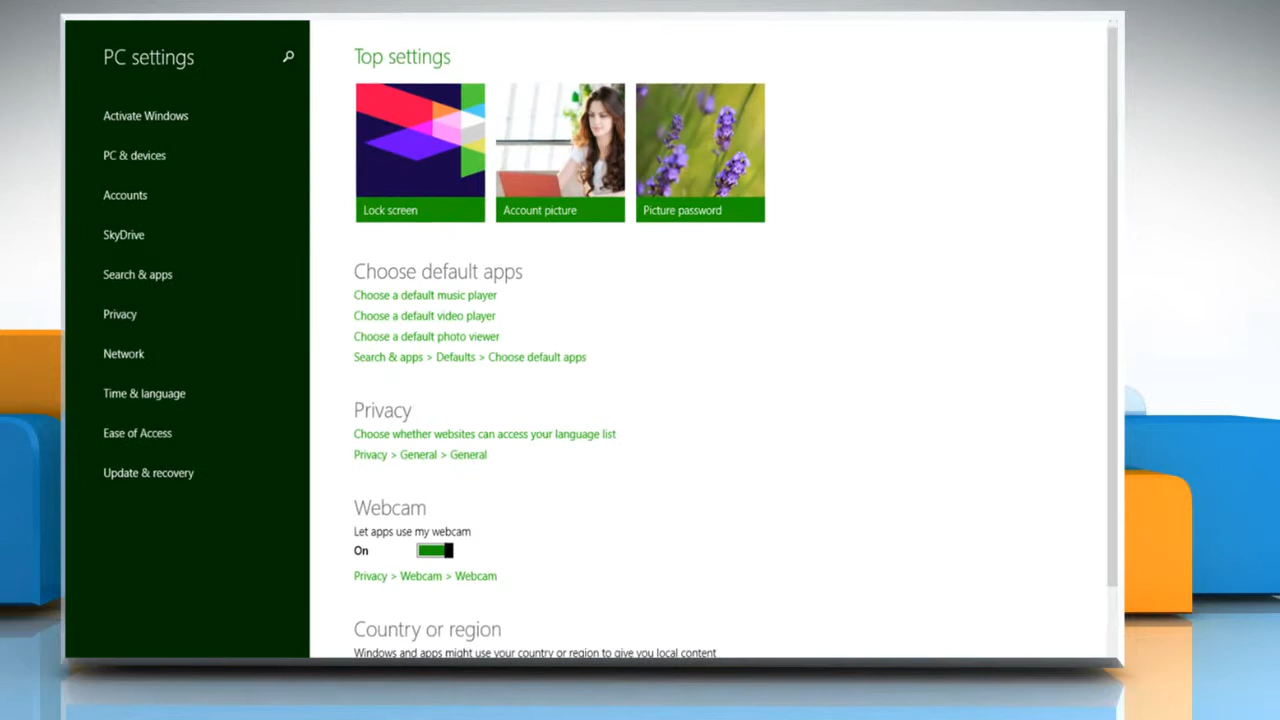 PC settings
Activate Windows
PC & devices
Accounts
SkyDrive
Search & apps
Privacy
Network
Time & language
Ease of Access
Update & recovery
Top settings
Lock screen
Account picture
Picture password
Choose default apps
Choose a default music player
Choose a default video player
Choose a default photo viewer
Search & apps > Defaults > Choose default apps
Privacy
Choose whether websites can access your language list
Privacy > General > General
Webcam
Let apps use my webcam
On
Privacy > Webcam > Webcam
Country or region
Windows and apps might use your country or region to give you local content